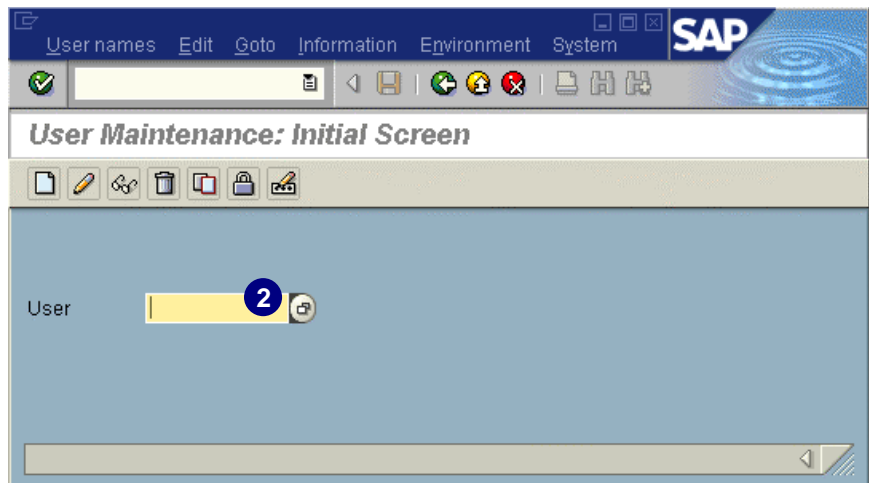 User names Edit Goto Information Environment System
SAP
User Maintenance: Initial Screen
User 2